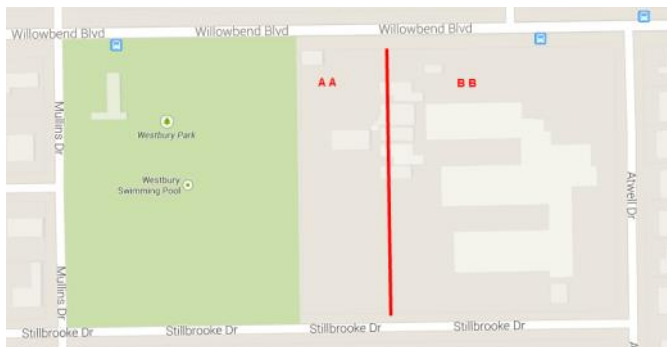 Willowbend Blvd
Willowbend Blvd
Willowbend Blvd
A A
B B
Mullins Dr
Westbury Park
Westbury
Swimming Pool
Atwell Dr
Mullins Dr
Stillbrooke Dr
Stillbrooke Dr
Stillbrooke Dr
Stillbrooke Dr
A